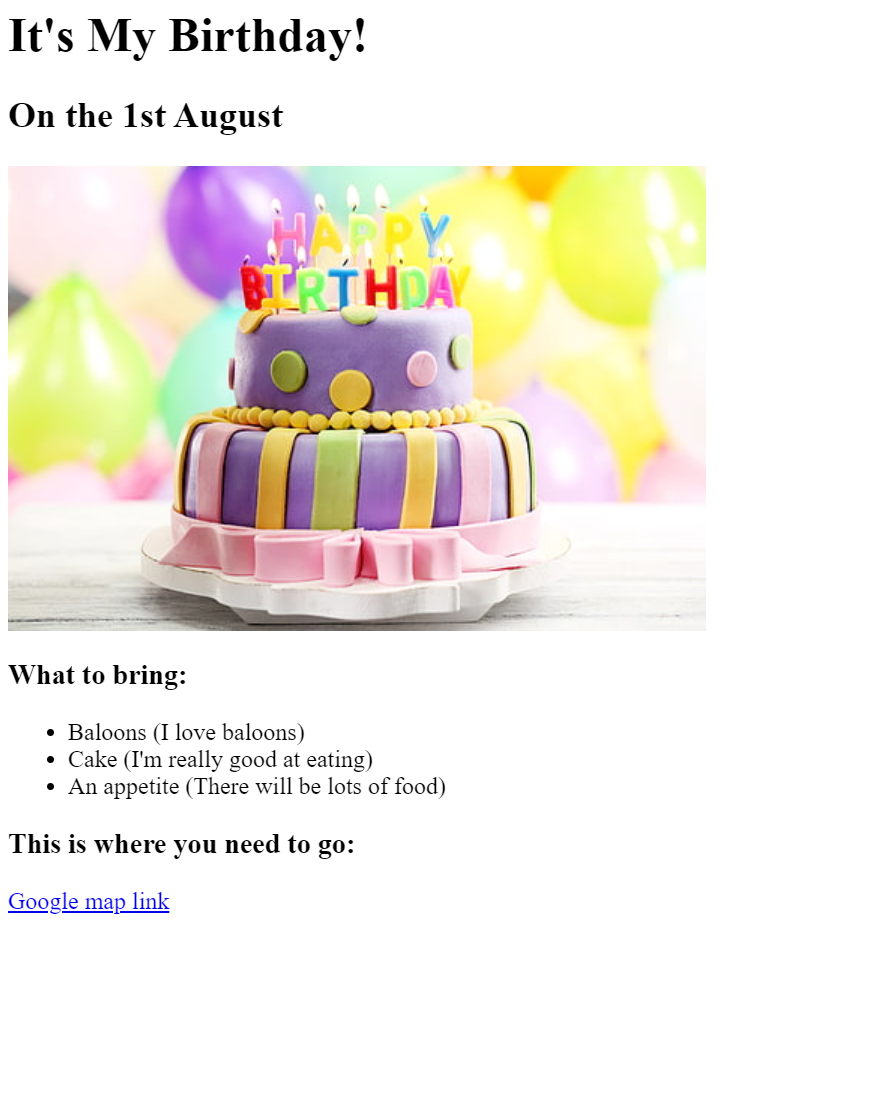 It's My Birthday!
On the 1st August
HAPPY
BIRTHDAY
What to bring:
Baloons (I love baloons)
Cake (I'm really good at eating)
An appetite (There will be lots of food)
This is where you need to go:
Google map link